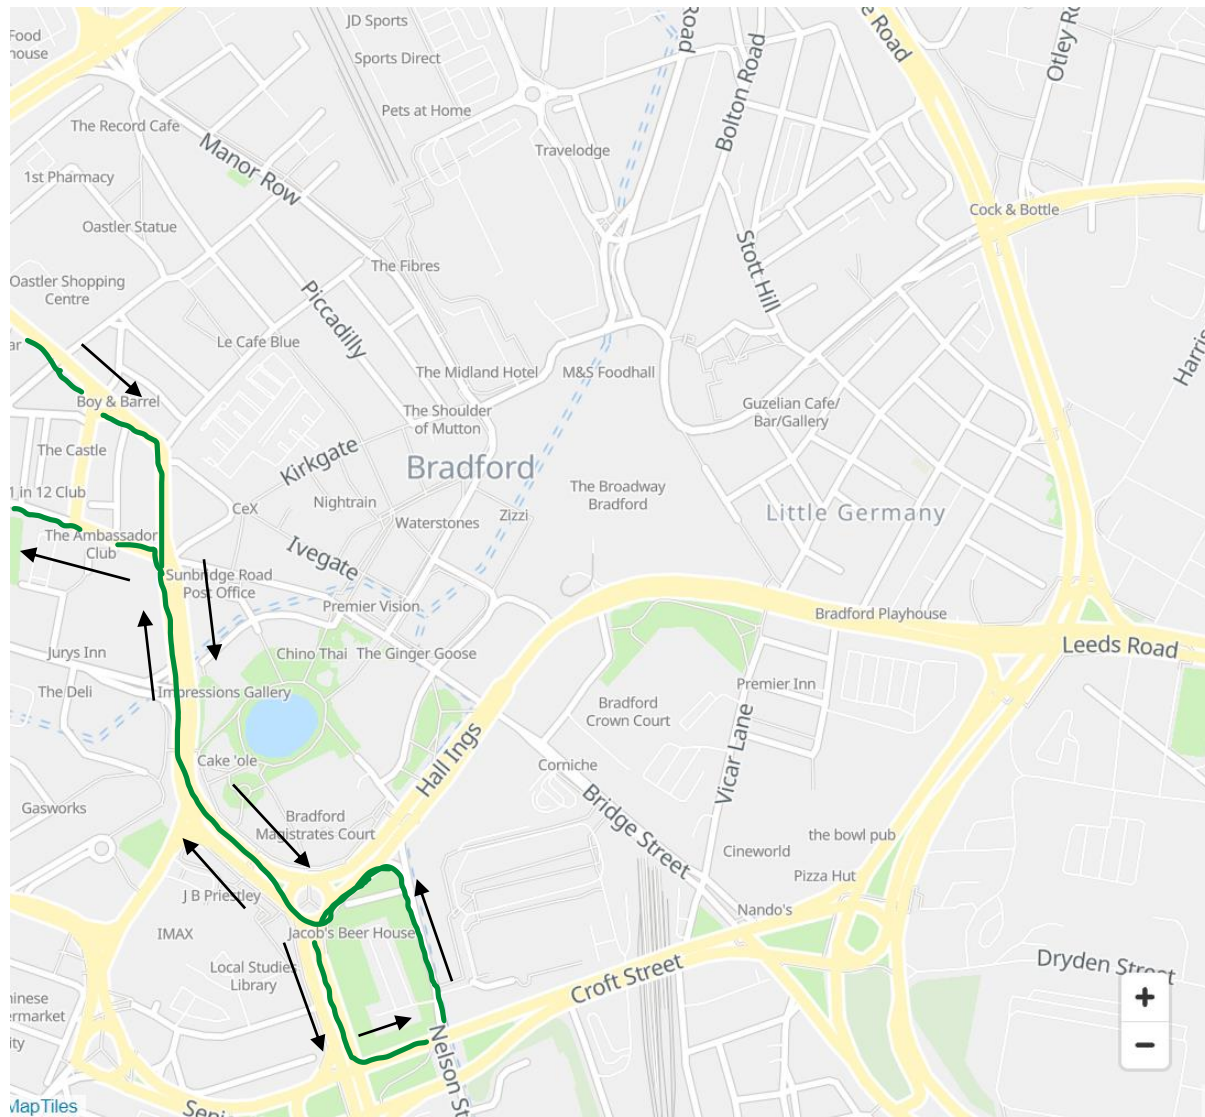 JD Sports
Food
house
Sports Direct
e Road
Otley Ro
Road
Bolton Road
Pets at Home
The Record Cafe
Manor Row
Travelodge
1st Pharmacy
Cock & Bottle
Oastler Statue
Stott Hill
The Fibres
Oastler Shopping
Centre
Piccadilly
Le Cafe Blue
ar
Harris
The Midland Hotel
M&S Foodhall
Boy & Barrel
The Shoulder
of Mutton
Guzelian Cafe/
Bar/Gallery
The Castle
Kirkgate
Bradford
1 in 12 Club
Nightrain
The Broadway
Bradford
CeX
Waterstones
Zizzi
Little Germany
The Ambassador
Club
Ivegate
Sunbridge Road
Post Office
Premier Vision
Bradford Playhouse
Leeds Road
Jurys Inn
Chino Thai
The Ginger Goose
The Deli
Impressions Gallery
Premier Inn
Bradford
Crown Court
Hall Ings
Vicar Lane
Cake 'ole
Corniche
Gasworks
Bradford
Magistrates Court
Bridge Street
the bowl pub
Cineworld
Pizza Hut
J B Priestley
Nando's
IMAX
Jacob's Beer House
Local Studies
Library
Croft Street
Dryden Street
hinese
ermarket
ity
+
−
Nelson St
MapTiles